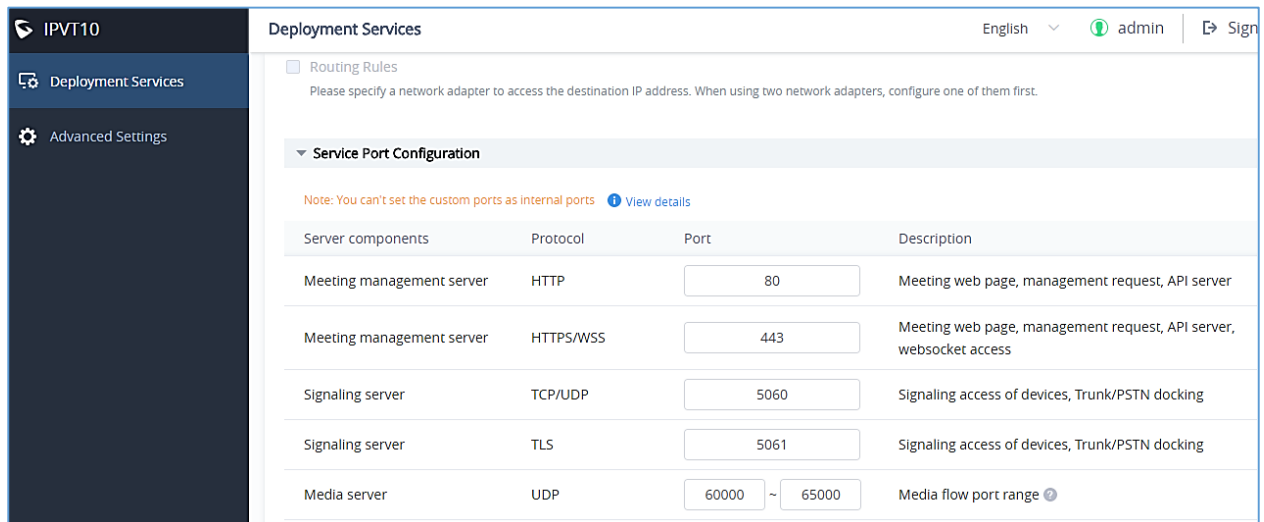 IPVT10
Deployment Services
English
admin
Sign
Deployment Services
Advanced Settings
Routing Rules
Please specify a network adapter to access the destination IP address. When using two network adapters, configure one of them first.
Service Port Configuration
Note: You can't set the custom ports as internal ports View details
Server components Protocol Port Description
Meeting management server HTTP 80 Meeting web page, management request, API server
Meeting management server HTTPS/WSS 443 Meeting web page, management request, API server,
websocket access
Signaling server TCP/UDP 5060 Signaling access of devices, Trunk/PSTN docking
Signaling server TLS 5061 Signaling access of devices, Trunk/PSTN docking
Media server UDP 60000 ~ 65000 Media flow port range